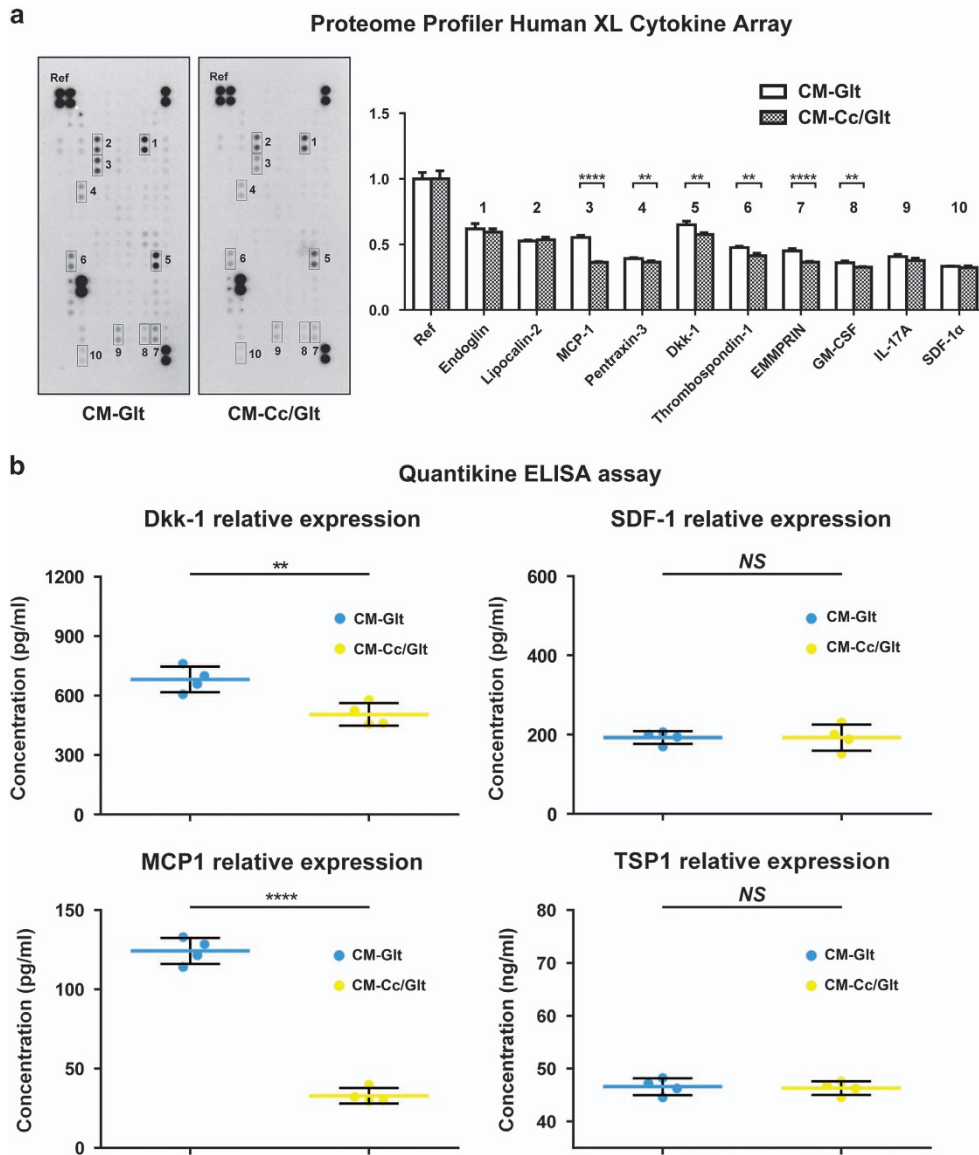 a
Proteome Profiler Human XL Cytokine Array
Ref
1
2
3
4
5
6
7
8
9
10
CM-Glt
Ref
1
2
3
4
5
6
7
8
9
10
CM-Cc/Glt
CM-Glt
CM-Cc/Glt
1.5
1.0
0.5
0.0
**** ** ** ** **** **
1 2 3 4 5 6 7 8 9 10
Ref
Endoglin
Lipocalin-2
MCP-1
Pentraxin-3
Dkk-1
Thrombospondin-1
EMMPRIN
GM-CSF
IL-17A
SDF-1α
b
Quantikine ELISA assay
Dkk-1 relative expression
Concentration (pg/ml)
1200
900
600
300
0
**
CM-Glt
CM-Cc/Glt
SDF-1 relative expression
Concentration (pg/ml)
600
400
200
0
NS
CM-Glt
CM-Cc/Glt
MCP1 relative expression
Concentration (pg/ml)
150
100
50
0
****
CM-Glt
CM-Cc/Glt
TSP1 relative expression
Concentration (ng/ml)
80
70
60
50
40
NS
CM-Glt
CM-Cc/Glt